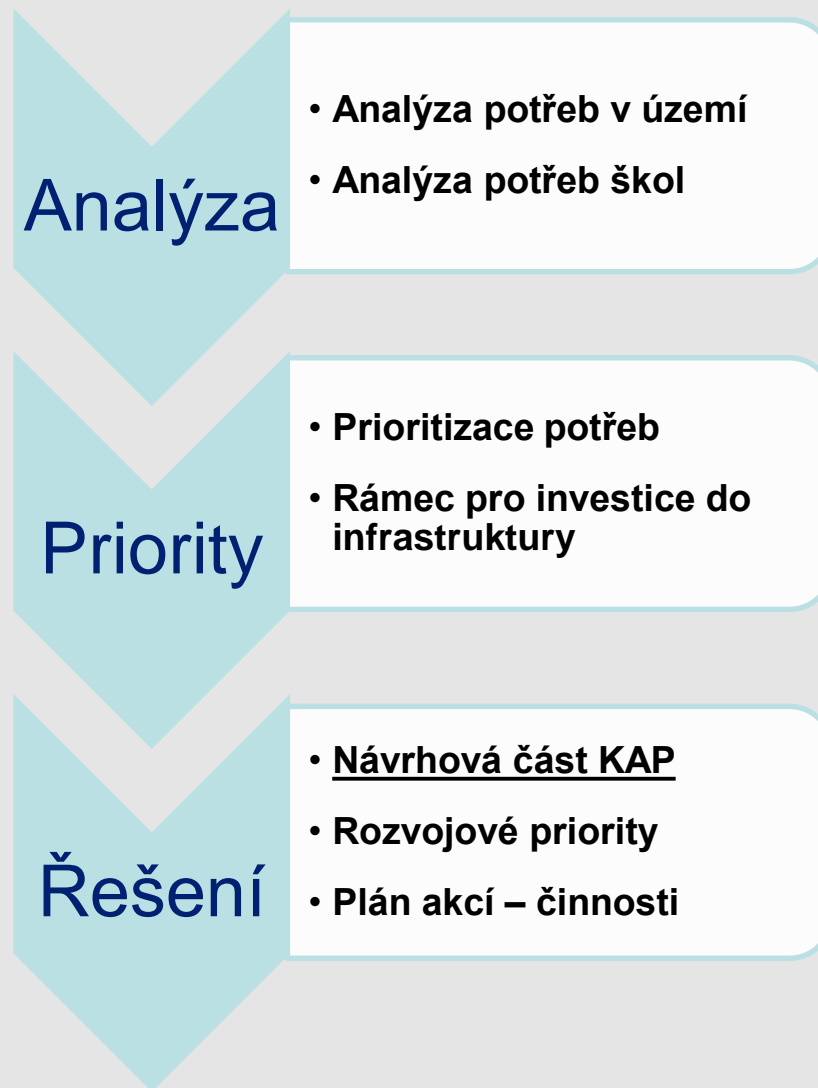 Analýza
• Analýza potřeb v území
• Analýza potřeb škol
Priority
• Prioritizace potřeb
• Rámec pro investice do
infrastruktury
Řešení
• Návrhová část KAP
• Rozvojové priority
• Plán akcí – činnosti